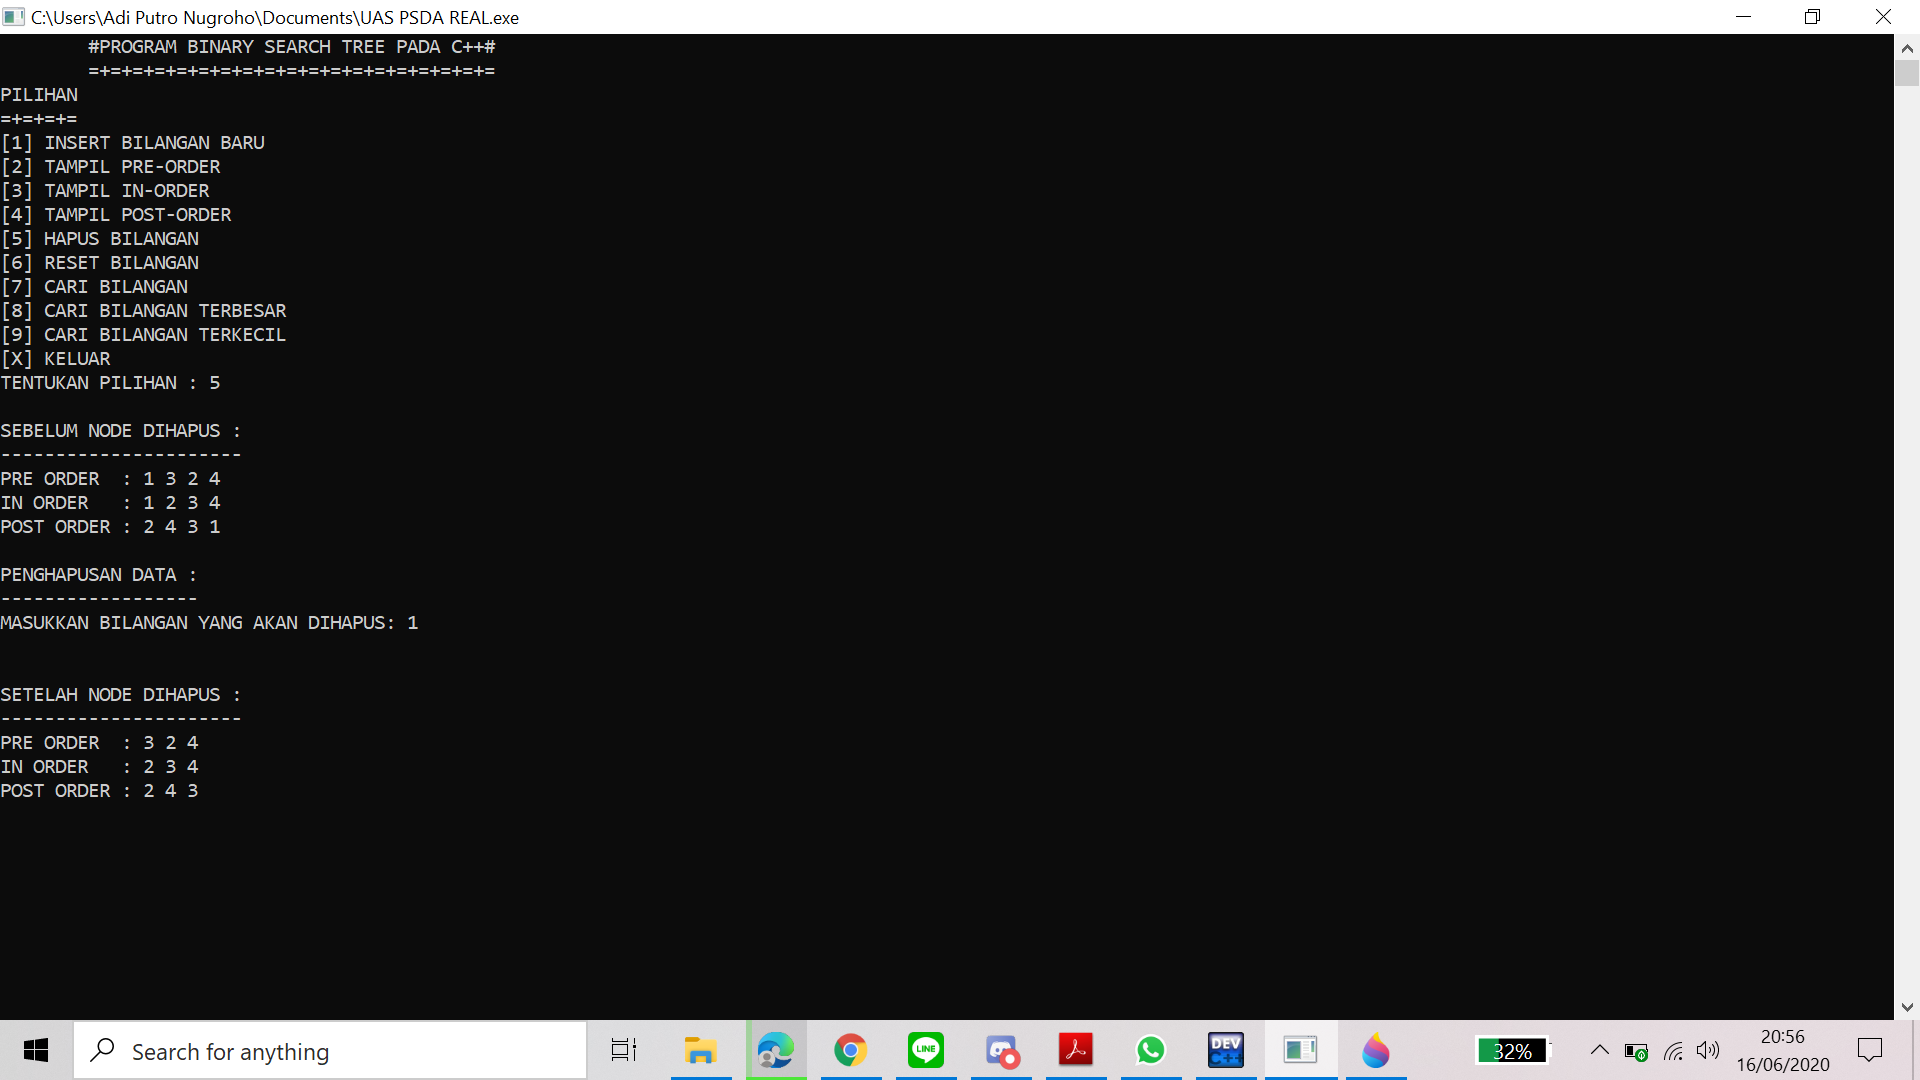 C:\Users\Adi Putro Nugroho\Documents\UAS PSDA REAL.exe
#PROGRAM BINARY SEARCH TREE PADA C++#
=+=+=+=+=+=+=+=+=+=+=+=+=+=+=+=+=+=+=
PILIHAN
=+=+=+=
[1] INSERT BILANGAN BARU
[2] TAMPIL PRE-ORDER
[3] TAMPIL IN-ORDER
[4] TAMPIL POST-ORDER
[5] HAPUS BILANGAN
[6] RESET BILANGAN
[7] CARI BILANGAN
[8] CARI BILANGAN TERBESAR
[9] CARI BILANGAN TERKECIL
[X] KELUAR
TENTUKAN PILIHAN : 5
SEBELUM NODE DIHAPUS :
----------------------
PRE ORDER  : 1 3 2 4
IN ORDER   : 1 2 3 4
POST ORDER : 2 4 3 1
PENGHAPUSAN DATA :
------------------
MASUKKAN BILANGAN YANG AKAN DIHAPUS: 1
SETELAH NODE DIHAPUS :
----------------------
PRE ORDER  : 3 2 4
IN ORDER   : 2 3 4
POST ORDER : 2 4 3
Search for anything
LINE
DEV
C++
32%
20:56
16/06/2020